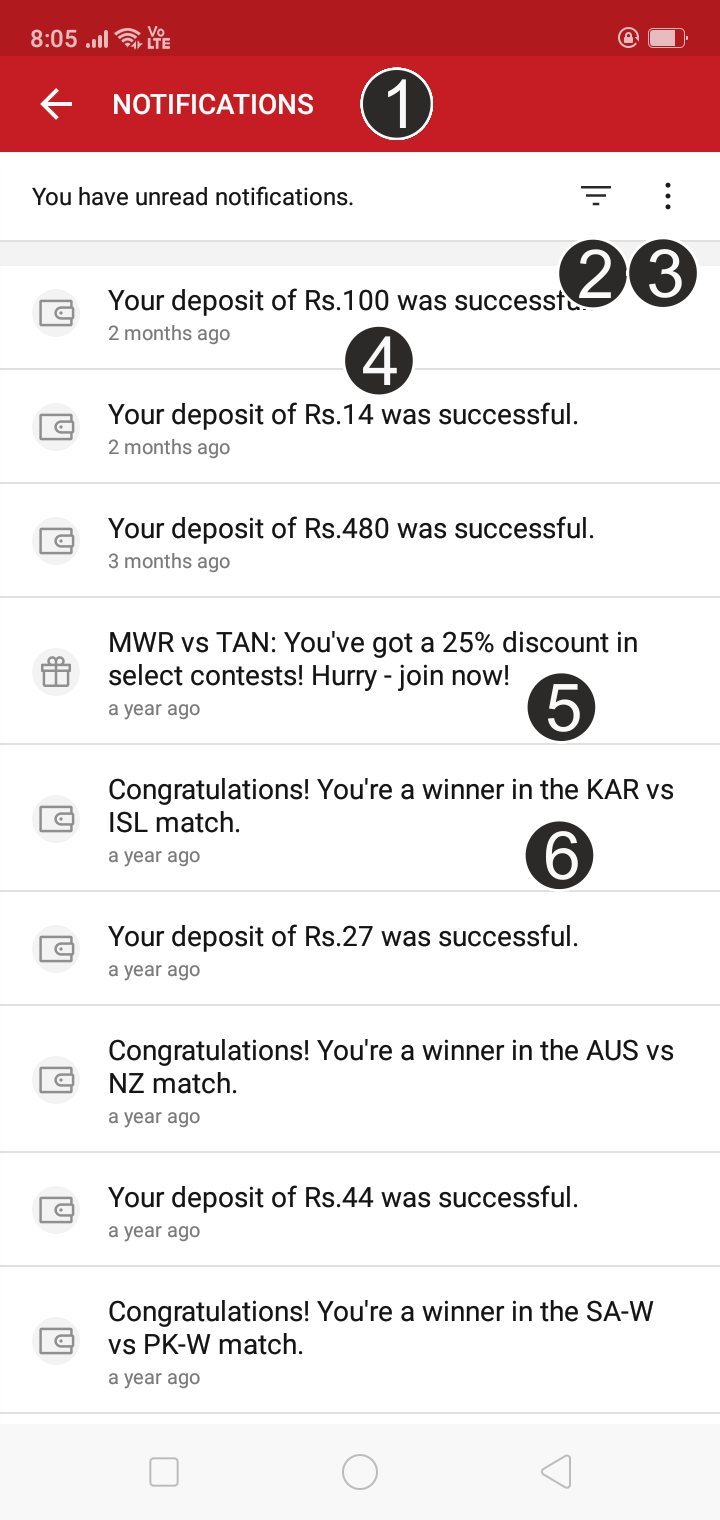 8:05 Vo LTE
NOTIFICATIONS 1
You have unread notifications.
2 3
Your deposit of Rs.100 was
2 months ago
4
Your deposit of Rs.14 was successful.
2 months ago
Your deposit of Rs.480 was successful.
3 months ago
MWR vs TAN: You've got a 25% discount in
select contests! Hurry - join now!
a year ago
5
Congratulations! You're a winner in the KAR vs
ISL match.
a year ago
6
Your deposit of Rs.27 was successful.
a year ago
Congratulations! You're a winner in the AUS vs
NZ match.
a year ago
Your deposit of Rs.44 was successful.
a year ago
Congratulations! You're a winner in the SA-W
vs PK-W match.
a year ago